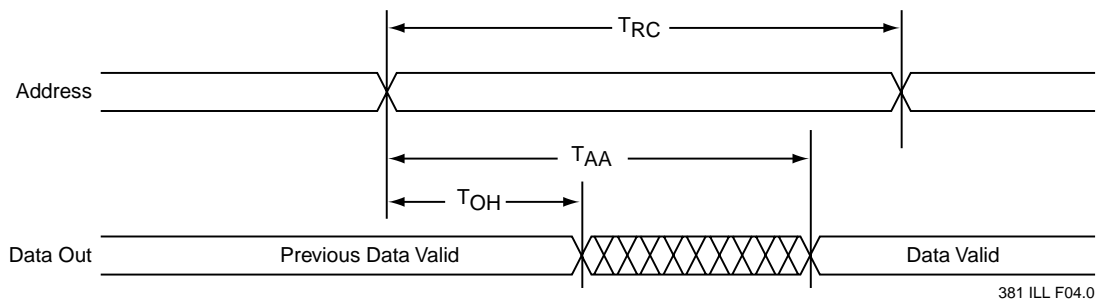 TRC
Address
TAA
TOH
Data Out Previous Data Valid Data Valid
381 ILL F04.0